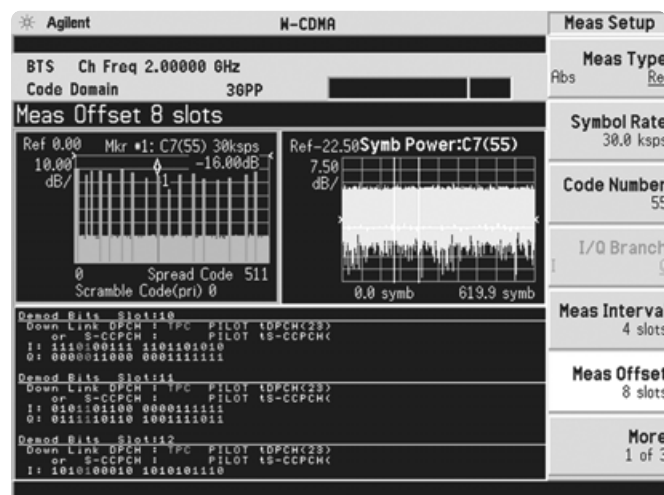 Agilent
W-CDMA
Meas Setup
BTS Ch Freq 2.00000 GHz
Code Domain 3GPP
Meas Offset 8 slots
Ref 0.00 Mkr #1: C7(55) 30ksps
10.00 -16.00dB
dB/
1
0 Spread Code 511
Scramble Code(pri) 0
Ref-22.50 Symb Power:C7(55)
7.50
dB/
0.0 symb 619.9 symb
Demod Bits Slot:10
Down Link DPCH : TPC PILOT tDPCH(23)
or S-CCPCH : PILOT tS-CCPCH(
I: 1110100111 1101101010
Q: 0000011000 0001111111
Demod Bits Slot:11
Down Link DPCH : TPC PILOT tDPCH(23)
or S-CCPCH : PILOT tS-CCPCH(
I: 0101101100 0000111111
Q: 0111110110 1001111011
Demod Bits Slot:12
Down Link DPCH : TPC PILOT tDPCH(23)
or S-CCPCH : PILOT tS-CCPCH(
I: 1010100010 1010101110
Meas Type
Abs Re
Symbol Rate
30.0 ksps
Code Number
55
I/Q Branch
I
Meas Interva
4 slots
Meas Offset
8 slots
More
1 of 3